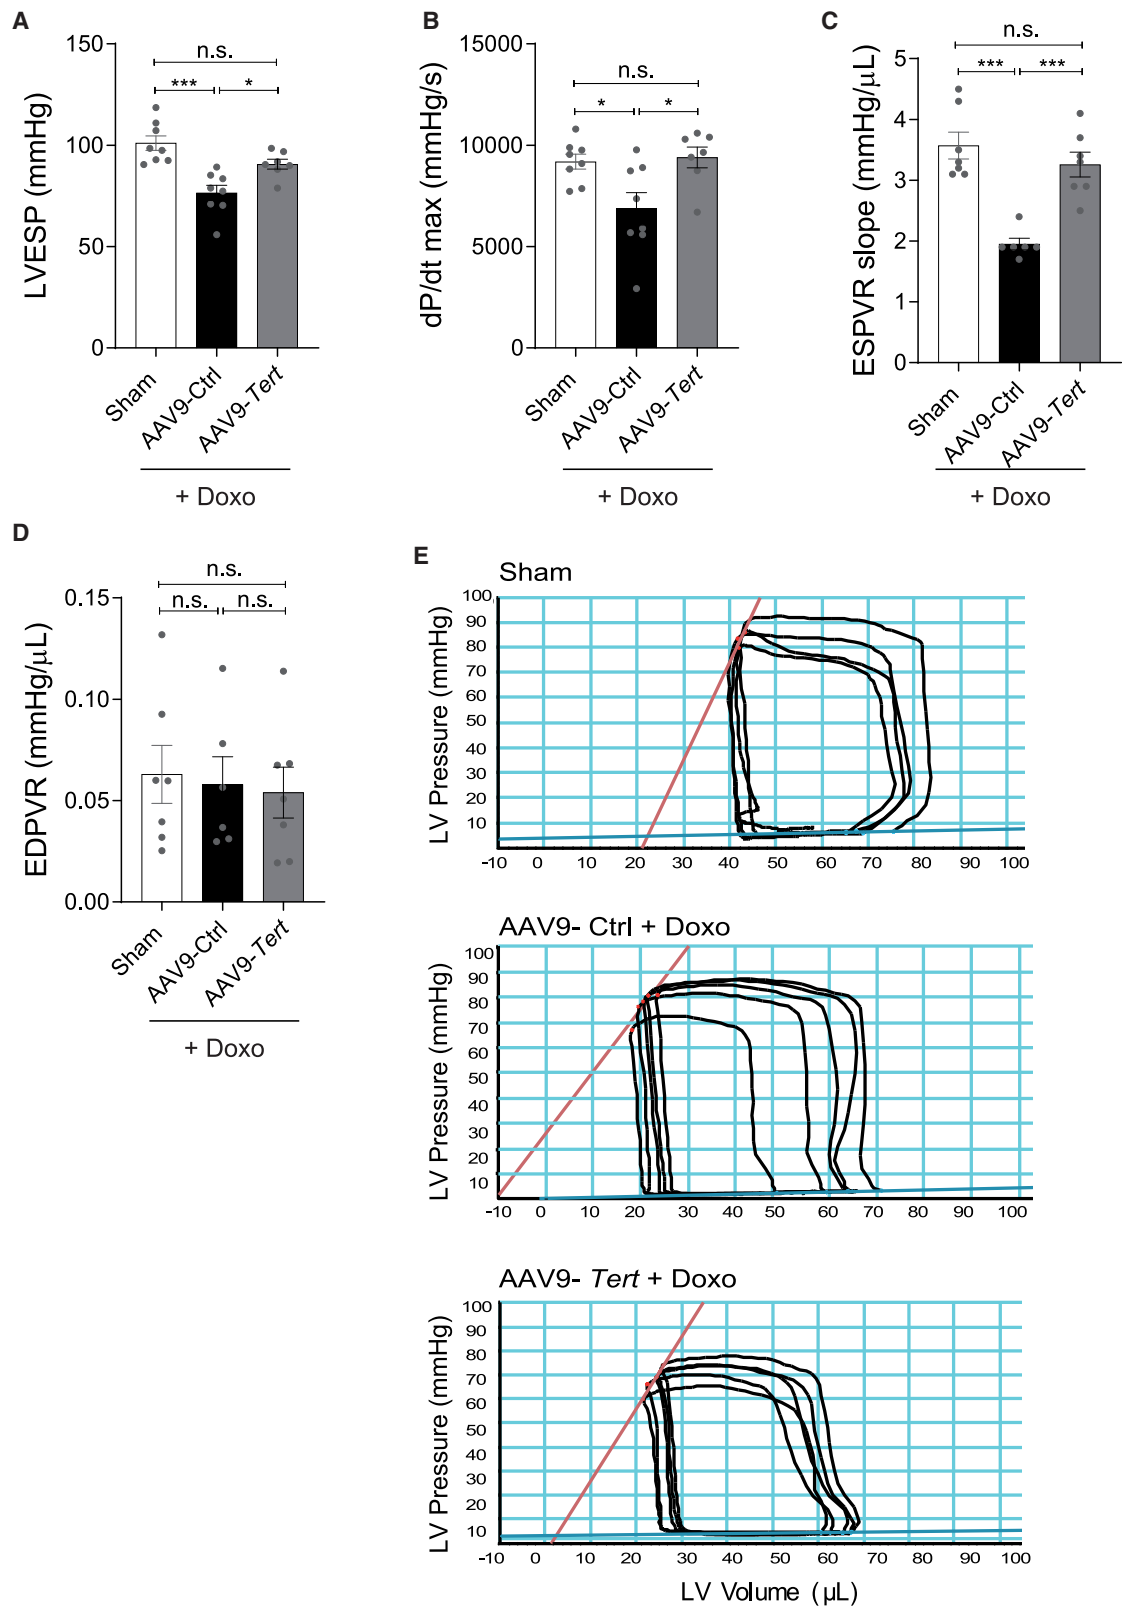 A
LVESP (mmHg)
150
100
50
0
n.s.
***
*
Sham
AAV9-Ctrl
AAV9-Tert
+ Doxo
B
dP/dt max (mmHg/s)
15000
10000
5000
0
n.s.
*
*
Sham
AAV9-Ctrl
AAV9-Tert
+ Doxo
C
ESPVR slope (mmHg/µL)
5
4
3
2
1
0
n.s.
***
***
Sham
AAV9-Ctrl
AAV9-Tert
+ Doxo
D
EDPVR (mmHg/µL)
0.15
0.10
0.05
0.00
n.s.
n.s.
n.s.
Sham
AAV9-Ctrl
AAV9-Tert
+ Doxo
E
Sham
LV Pressure (mmHg)
100
90
80
70
60
50
40
30
20
10
-10 0 10 20 30 40 50 60 70 80 90 100
AAV9- Ctrl + Doxo
LV Pressure (mmHg)
100
90
80
70
60
50
40
30
20
10
-10 0 10 20 30 40 50 60 70 80 90 100
AAV9- Tert + Doxo
LV Pressure (mmHg)
100
90
80
70
60
50
40
30
20
10
-10 0 10 20 30 40 50 60 70 80 90 100
LV Volume (µL)